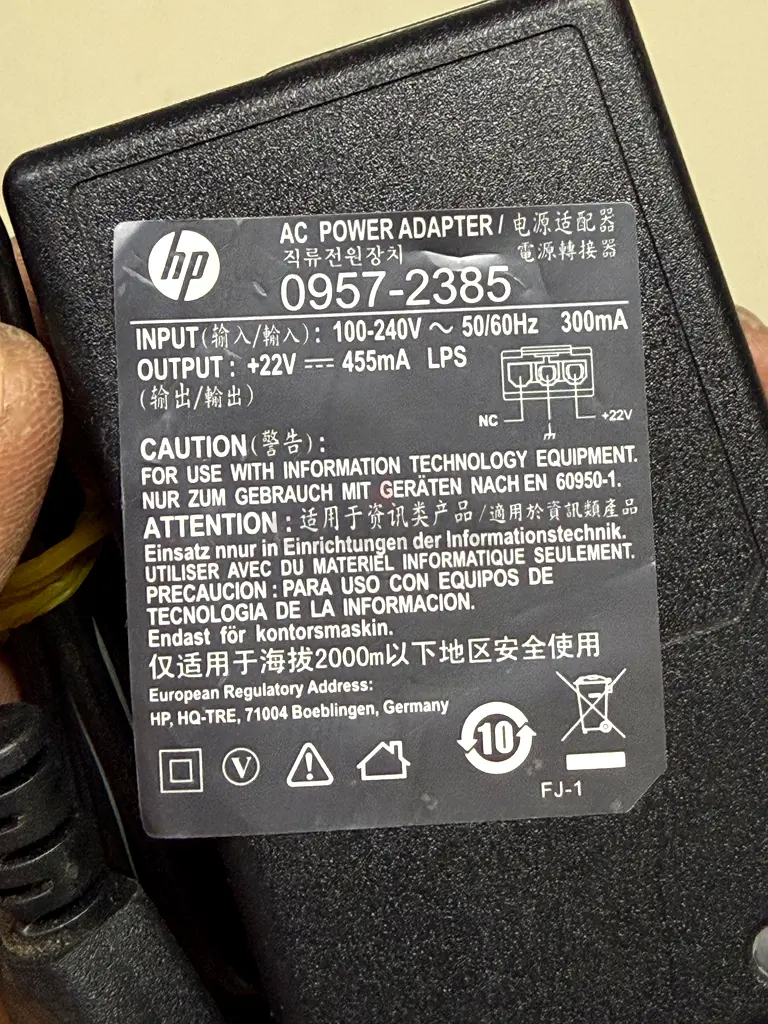 hp
AC POWER ADAPTER / 电源适配器
직류전원장치 電源轉接器
0957-2385
INPUT(输入/輸入): 100-240V ~ 50/60Hz 300mA
OUTPUT: +22V ⎓ 455mA LPS
(输出/輸出)
NC +22V
CAUTION(警告):
FOR USE WITH INFORMATION TECHNOLOGY EQUIPMENT.
NUR ZUM GEBRAUCH MIT GERÄTEN NACH EN 60950-1.
ATTENTION: 适用于资讯类产品/適用於資訊類産品
Einsatz nnur in Einrichtungen der Informationstechnik.
UTILISER AVEC DU MATERIEL INFORMATIQUE SEULEMENT.
PRECAUCION: PARA USO CON EQUIPOS DE
TECNOLOGIA DE LA INFORMACION.
Endast för kontorsmaskin.
仅适用于海拔2000m以下地区安全使用
European Regulatory Address:
HP, HQ-TRE, 71004 Boeblingen, Germany
V
10
FJ-1